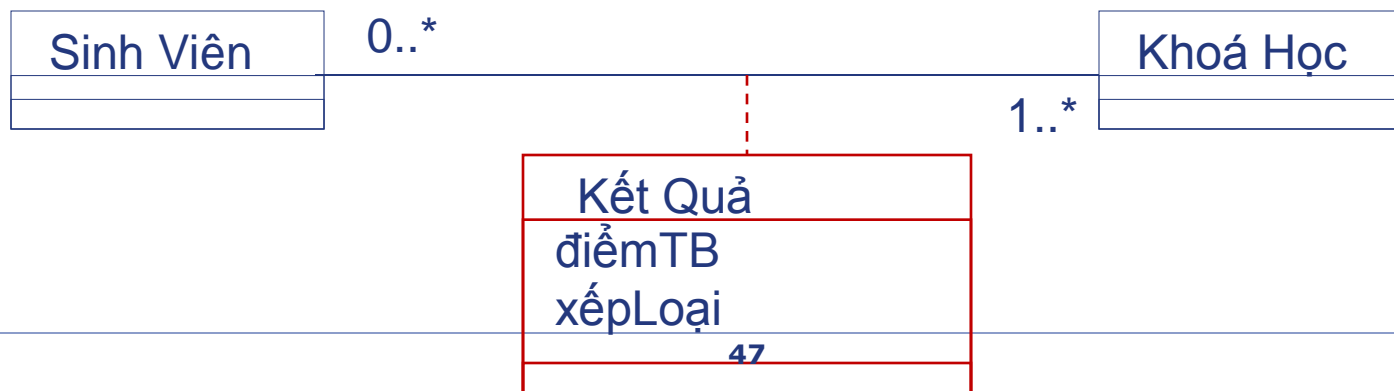 Sinh Viên
0..*
Khoá Học
1..*
Kết Quả
điểmTB
xếpLoại
47